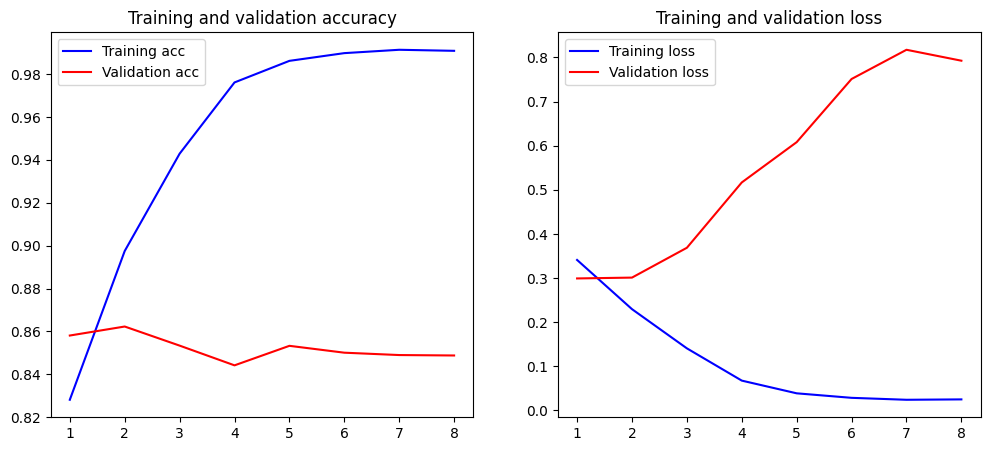 Training and validation accuracy
Training acc
Validation acc
0.98
0.96
0.94
0.92
0.90
0.88
0.86
0.84
0.82
1 2 3 4 5 6 7 8
Training and validation loss
Training loss
Validation loss
0.8
0.7
0.6
0.5
0.4
0.3
0.2
0.1
0.0
1 2 3 4 5 6 7 8